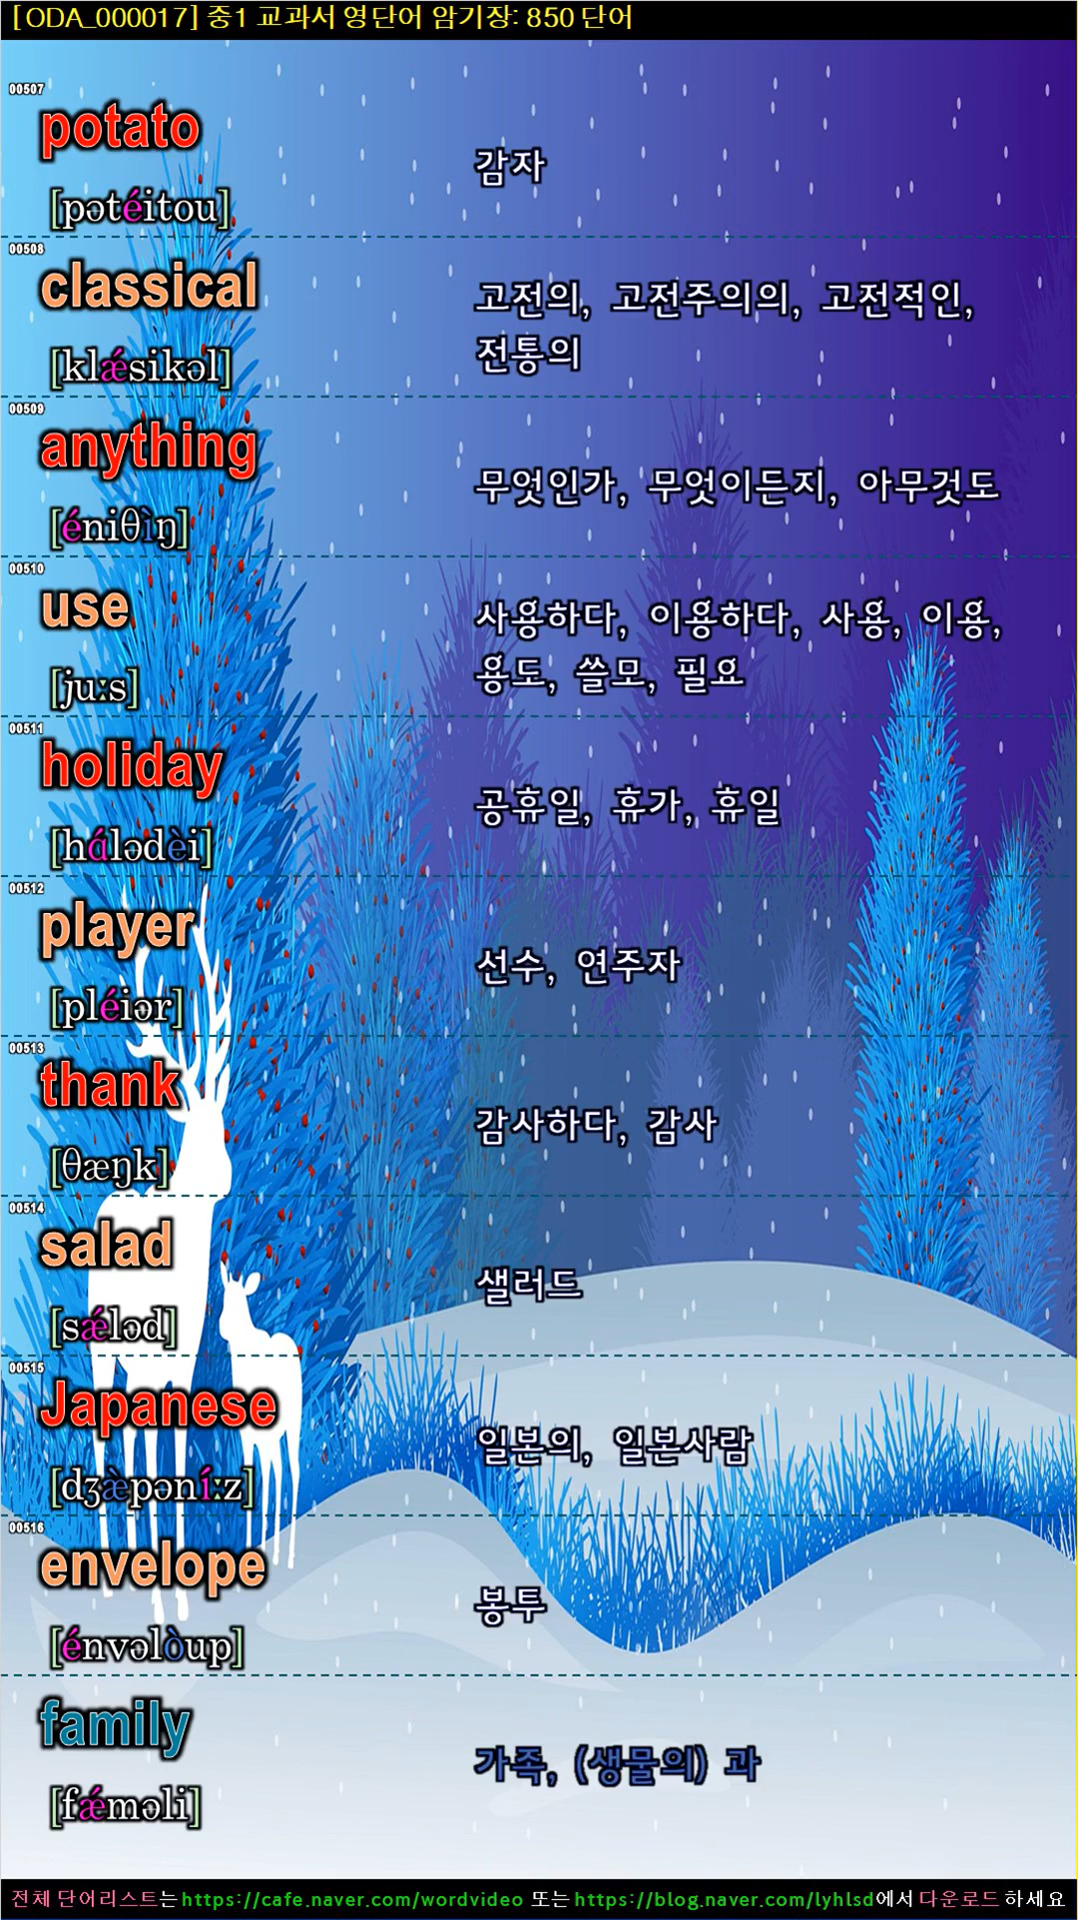 [ODA_000017] 중1 교과서 영단어 암기장: 850 단어
00507
potato
감자
[pətéitou]
00508
classical
고전의, 고전주의의, 고전적인,
전통의
[klǽsikəl]
00509
anything
무엇인가, 무엇이든지, 아무것도
[éniθìŋ]
00510
use
사용하다, 이용하다, 사용, 이용,
용도, 쓸모, 필요
[juːs]
00511
holiday
공휴일, 휴가, 휴일
[hɑ́lədèi]
00512
player
선수, 연주자
[pléiər]
00513
thank
감사하다, 감사
[θæŋk]
00514
salad
샐러드
[sǽləd]
00515
Japanese
일본의, 일본사람
[dʒæ̀pəníːz]
00516
envelope
봉투
[énvəlòup]
family
가족, (생물의) 과
[fǽməli]
전체 단어리스트는 https://cafe.naver.com/wordvideo 또는 https://blog.naver.com/lyhlsd에서 다운로드 하세요